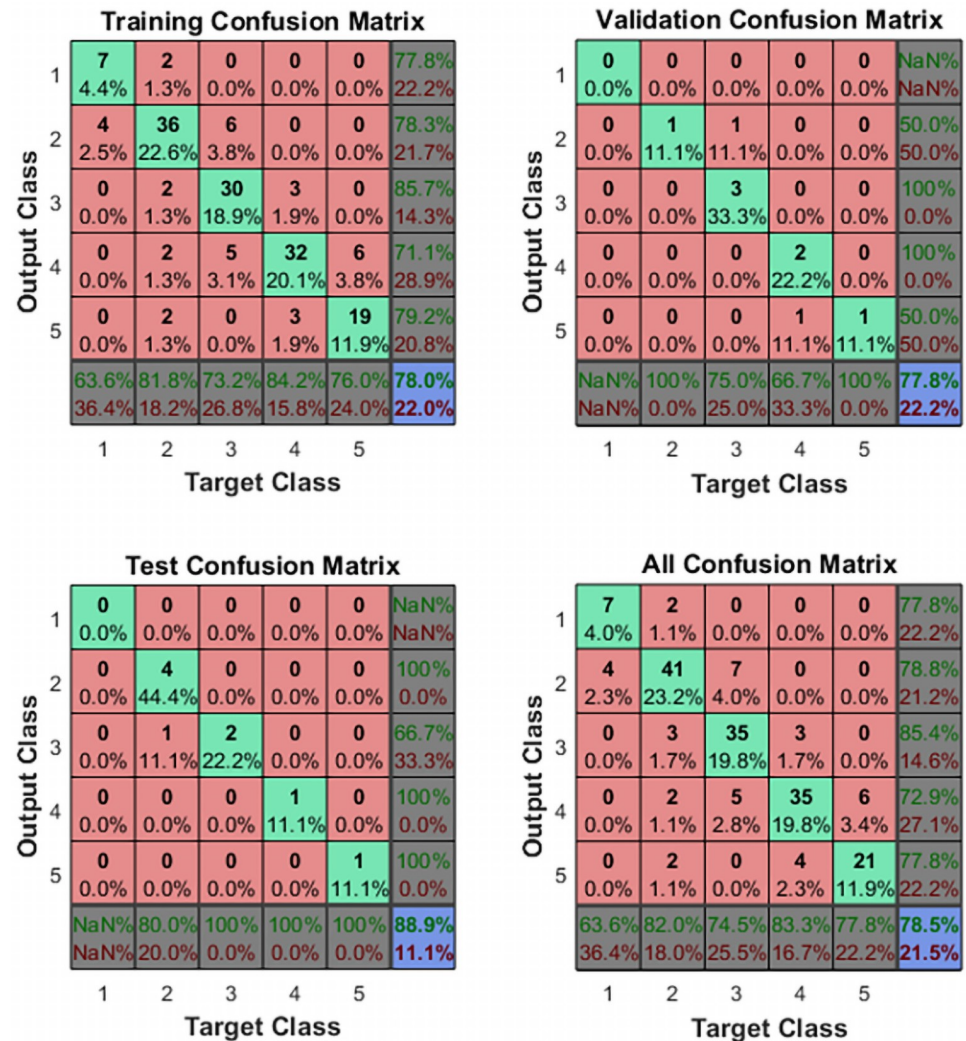 Training Confusion Matrix
7 2 0 0 0 77.8%
1
4.4% 1.3% 0.0% 0.0% 0.0% 22.2%
4 36 6 0 0 78.3%
2
2.5% 22.6% 3.8% 0.0% 0.0% 21.7%
0 2 30 3 0 85.7%
3
0.0% 1.3% 18.9% 1.9% 0.0% 14.3%
0 2 5 32 6 71.1%
4
0.0% 1.3% 3.1% 20.1% 3.8% 28.9%
0 2 0 3 19 79.2%
5
0.0% 1.3% 0.0% 1.9% 11.9% 20.8%
63.6% 81.8% 73.2% 84.2% 76.0% 78.0%
36.4% 18.2% 26.8% 15.8% 24.0% 22.0%
1 2 3 4 5
Target Class
Output Class
Validation Confusion Matrix
0 0 0 0 0 NaN%
1
0.0% 0.0% 0.0% 0.0% 0.0% NaN%
0 1 1 0 0 50.0%
2
0.0% 11.1% 11.1% 0.0% 0.0% 50.0%
0 0 3 0 0 100%
3
0.0% 0.0% 33.3% 0.0% 0.0% 0.0%
0 0 0 2 0 100%
4
0.0% 0.0% 0.0% 22.2% 0.0% 0.0%
0 0 0 1 1 50.0%
5
0.0% 0.0% 0.0% 11.1% 11.1% 50.0%
NaN% 100% 75.0% 66.7% 100% 77.8%
NaN% 0.0% 25.0% 33.3% 0.0% 22.2%
1 2 3 4 5
Target Class
Output Class
Test Confusion Matrix
0 0 0 0 0 NaN%
1
0.0% 0.0% 0.0% 0.0% 0.0% NaN%
0 4 0 0 0 100%
2
0.0% 44.4% 0.0% 0.0% 0.0% 0.0%
0 1 2 0 0 66.7%
3
0.0% 11.1% 22.2% 0.0% 0.0% 33.3%
0 0 0 1 0 100%
4
0.0% 0.0% 0.0% 11.1% 0.0% 0.0%
0 0 0 0 1 100%
5
0.0% 0.0% 0.0% 0.0% 11.1% 0.0%
NaN% 80.0% 100% 100% 100% 88.9%
NaN% 20.0% 0.0% 0.0% 0.0% 11.1%
1 2 3 4 5
Target Class
Output Class
All Confusion Matrix
7 2 0 0 0 77.8%
1
4.0% 1.1% 0.0% 0.0% 0.0% 22.2%
4 41 7 0 0 78.8%
2
2.3% 23.2% 4.0% 0.0% 0.0% 21.2%
0 3 35 3 0 85.4%
3
0.0% 1.7% 19.8% 1.7% 0.0% 14.6%
0 2 5 35 6 72.9%
4
0.0% 1.1% 2.8% 19.8% 3.4% 27.1%
0 2 0 4 21 77.8%
5
0.0% 1.1% 0.0% 2.3% 11.9% 22.2%
63.6% 82.0% 74.5% 83.3% 77.8% 78.5%
36.4% 18.0% 25.5% 16.7% 22.2% 21.5%
1 2 3 4 5
Target Class
Output Class